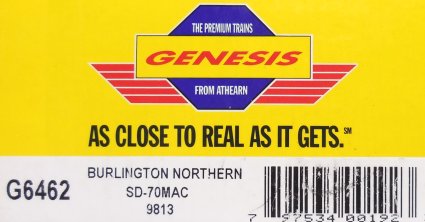 THE PREMIUM TRAINS
GENESIS
FROM ATHEARN
AS CLOSE TO REAL AS IT GETS.℠
G6462
BURLINGTON NORTHERN
SD-70MAC
9813
7 97534 00192